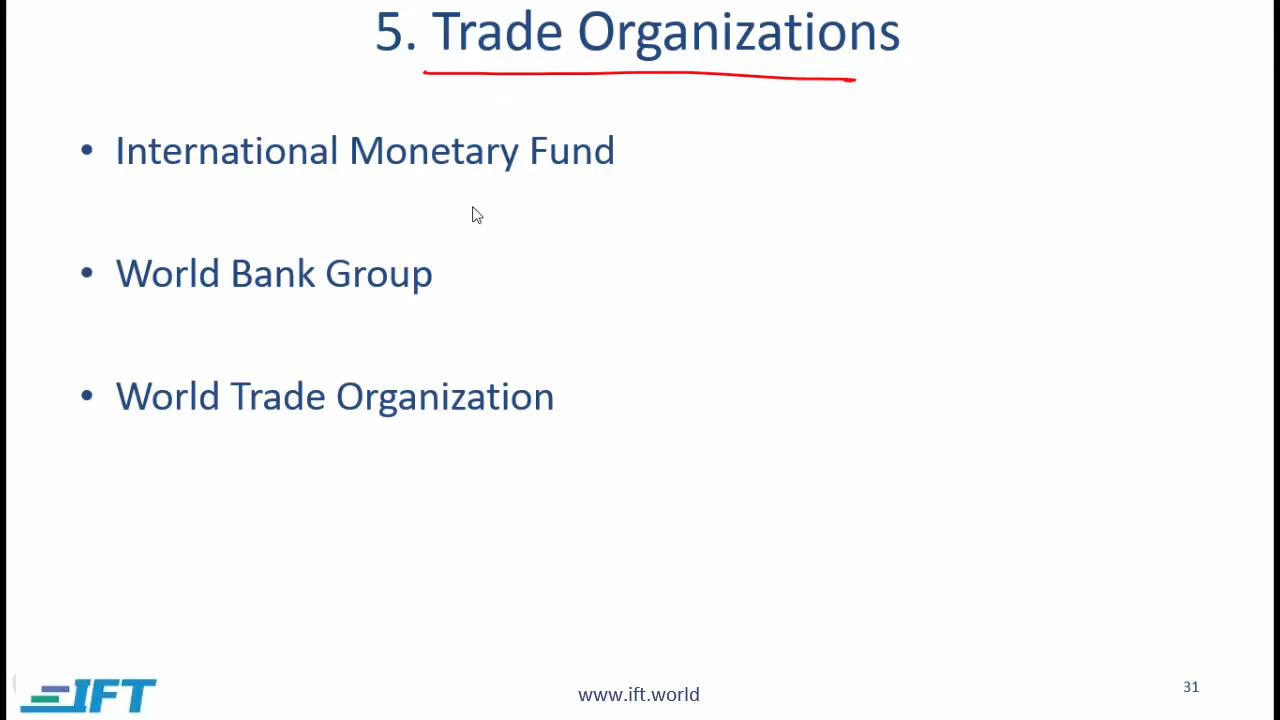 5. Trade Organizations
• International Monetary Fund
• World Bank Group
• World Trade Organization
IFT
www.ift.world
31